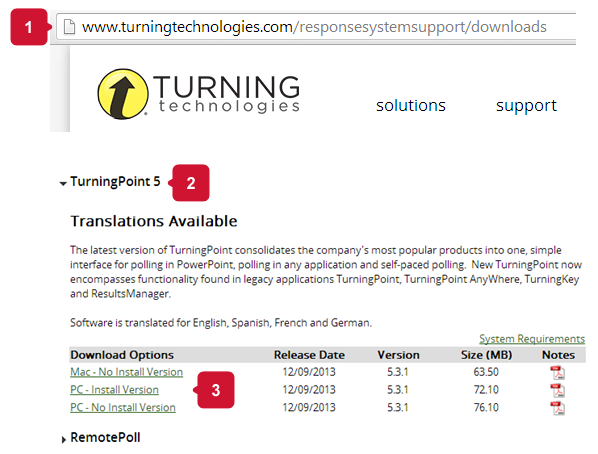 1 www.turningtechnologies.com/responsesystemsupport/downloads
TURNING
technologies
solutions support
TurningPoint 5 2
Translations Available
The latest version of TurningPoint consolidates the company's most popular products into one, simple
interface for polling in PowerPoint, polling in any application and self-paced polling. New TurningPoint now
encompasses functionality found in legacy applications TurningPoint, TurningPoint AnyWhere, TurningKey
and ResultsManager.
Software is translated for English, Spanish, French and German.
System Requirements
Download Options Release Date Version Size (MB) Notes
Mac - No Install Version 12/09/2013 5.3.1 63.50
PC - Install Version 3 12/09/2013 5.3.1 72.10
PC - No Install Version 12/09/2013 5.3.1 76.10
RemotePoll